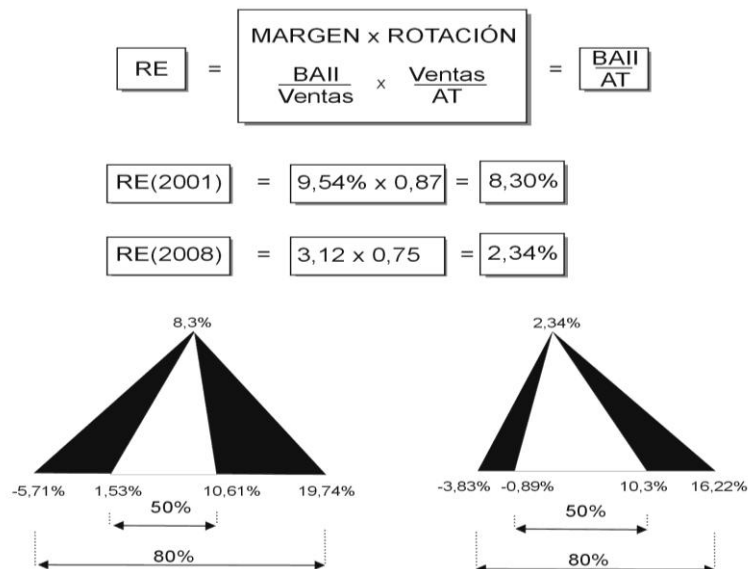 MARGEN x ROTACIÓN
RE = BAII / Ventas x Ventas / AT = BAII / AT
RE(2001) = 9,54% x 0,87 = 8,30%
RE(2008) = 3,12 x 0,75 = 2,34%
8,3%
-5,71% 1,53% 10,61% 19,74%
50%
80%
2,34%
-3,83% -0,89% 10,3% 16,22%
50%
80%